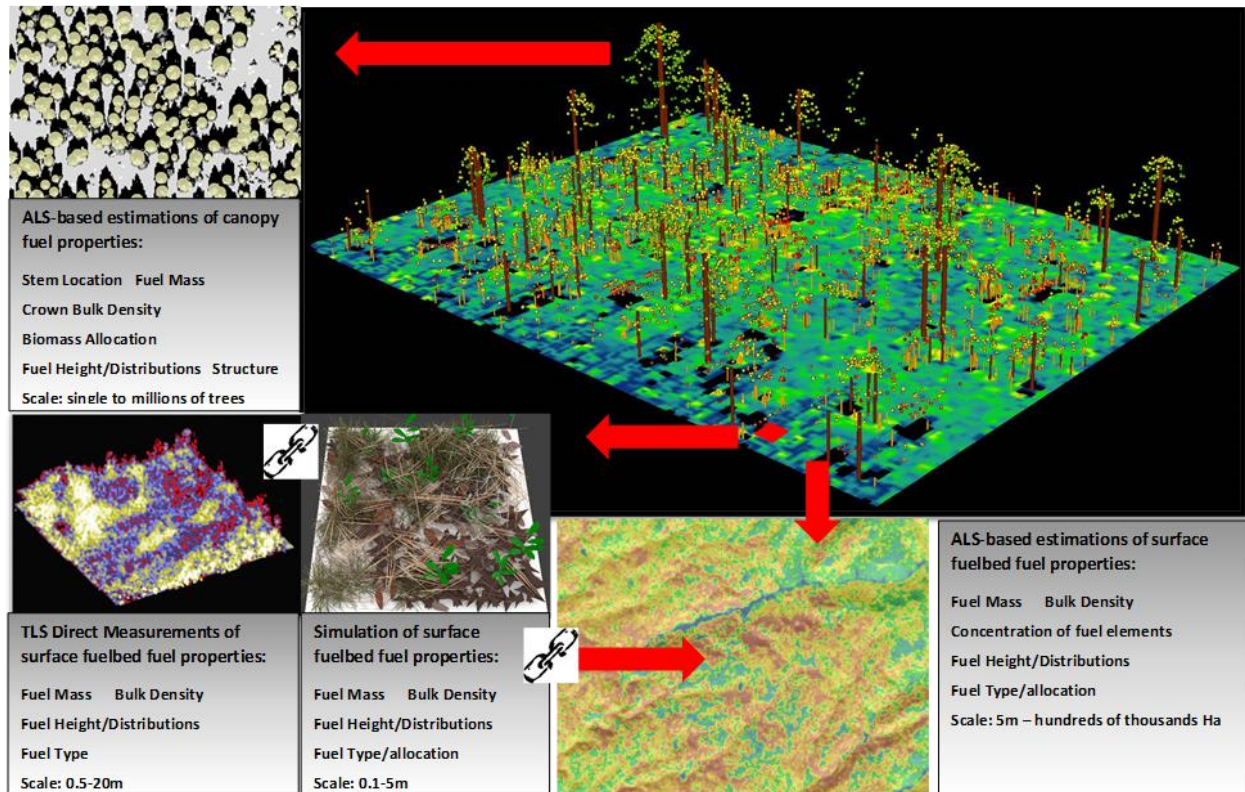 ALS-based estimations of canopy
fuel properties:
Stem Location Fuel Mass
Crown Bulk Density
Biomass Allocation
Fuel Height/Distributions Structure
Scale: single to millions of trees
TLS Direct Measurements of
surface fuelbed fuel properties:
Fuel Mass Bulk Density
Fuel Height/Distributions
Fuel Type
Scale: 0.5-20m
Simulation of surface
fuelbed fuel properties:
Fuel Mass Bulk Density
Fuel Height/Distributions
Fuel Type/allocation
Scale: 0.1-5m
ALS-based estimations of surface
fuelbed fuel properties:
Fuel Mass Bulk Density
Concentration of fuel elements
Fuel Height/Distributions
Fuel Type/allocation
Scale: 5m – hundreds of thousands Ha